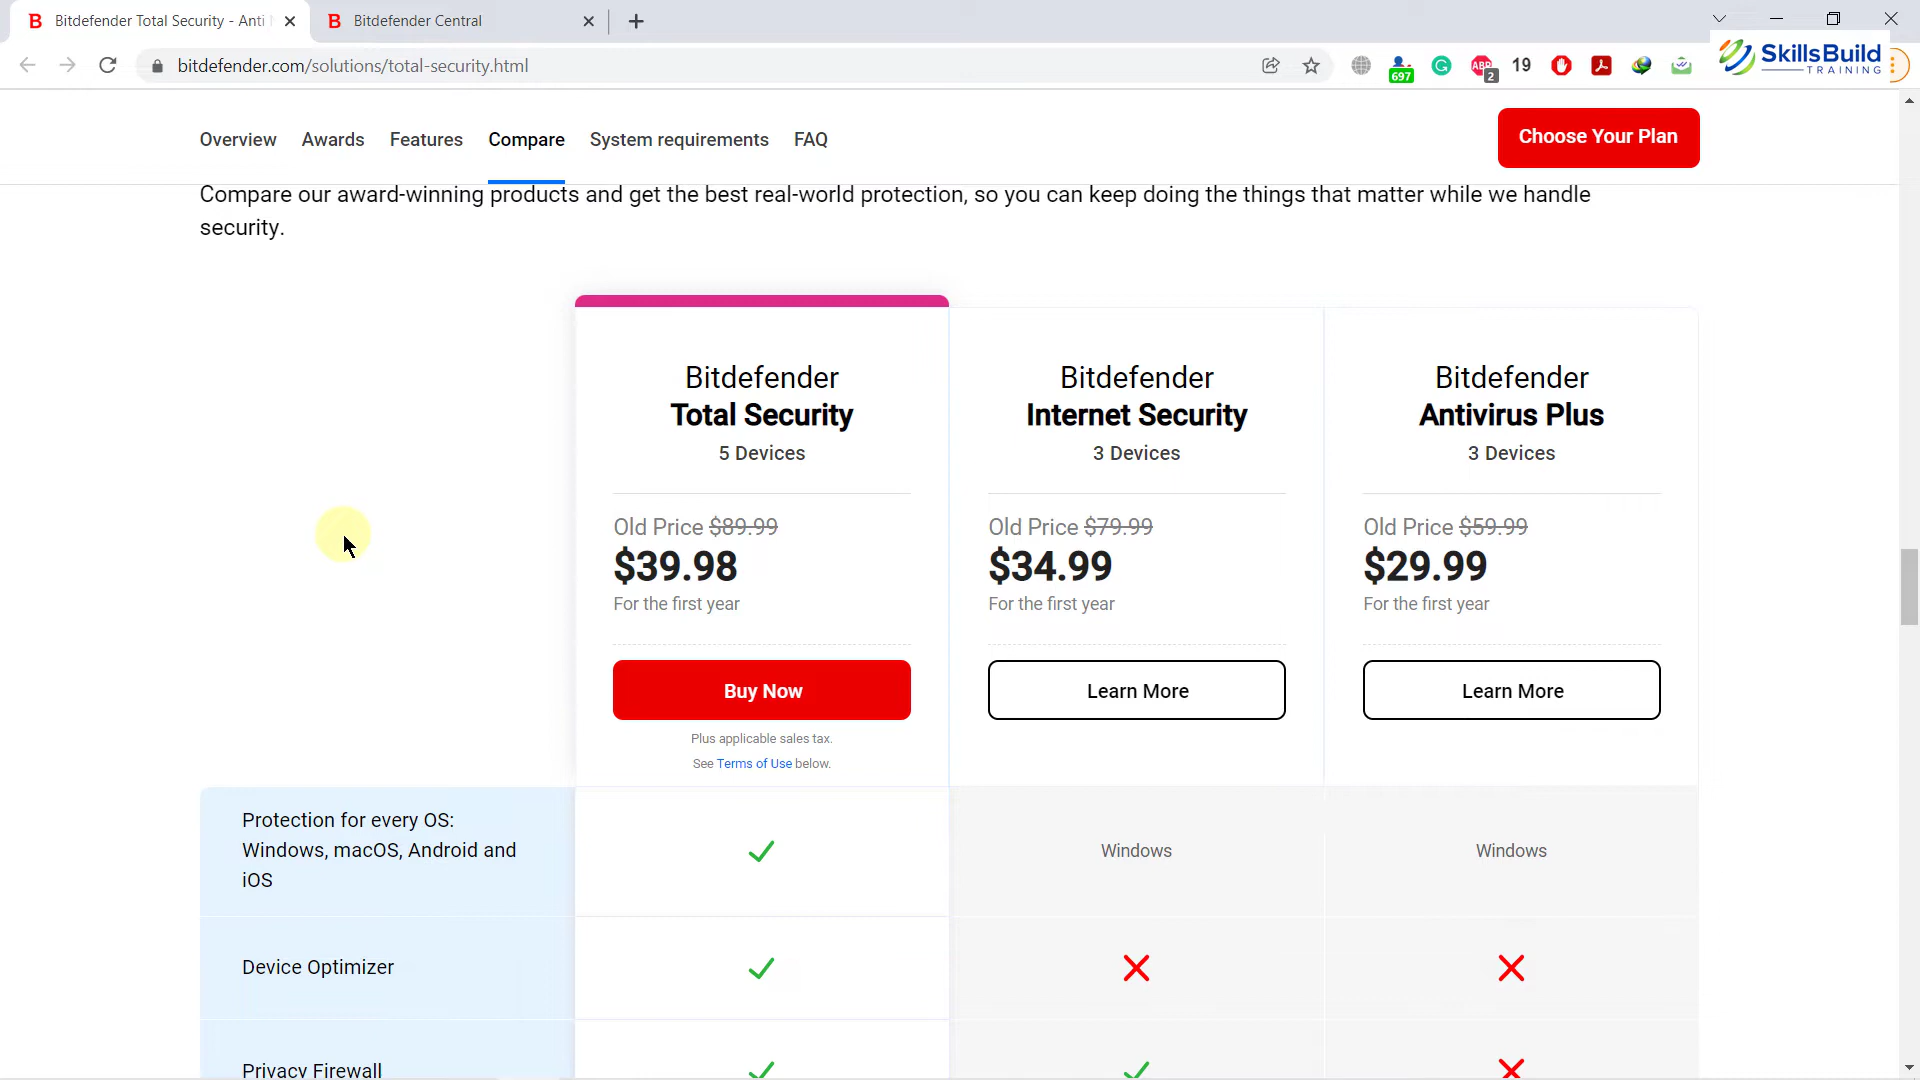 Bitdefender Total Security - Anti
Bitdefender Central
bitdefender.com/solutions/total-security.html
697
ABP
2
19
SkillsBuild
TRAINING
Overview
Awards
Features
Compare
System requirements
FAQ
Choose Your Plan
Compare our award-winning products and get the best real-world protection, so you can keep doing the things that matter while we handle
security.
Bitdefender
Total Security
5 Devices
Old Price $89.99
$39.98
For the first year
Buy Now
Plus applicable sales tax.
See Terms of Use below.
Bitdefender
Internet Security
3 Devices
Old Price $79.99
$34.99
For the first year
Learn More
Bitdefender
Antivirus Plus
3 Devices
Old Price $59.99
$29.99
For the first year
Learn More
Protection for every OS:
Windows, macOS, Android and
iOS
Windows
Windows
Device Optimizer
Privacy Firewall